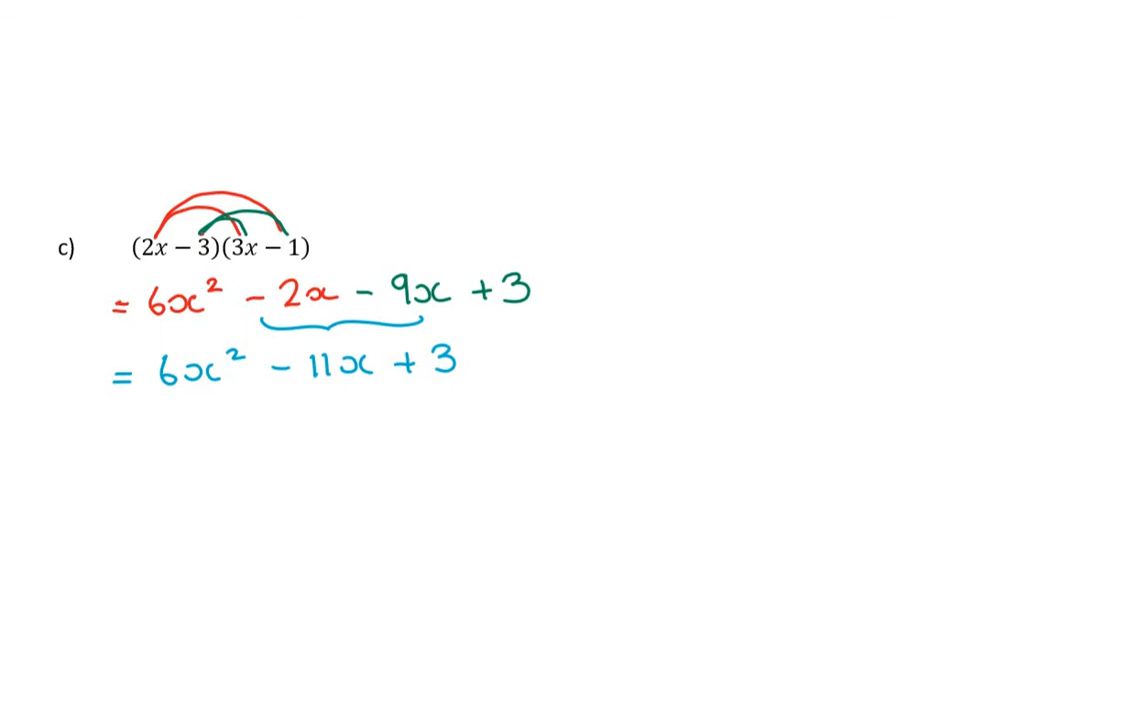 c) (2x − 3)(3x − 1)
= 6x² − 2x − 9x + 3
= 6x² − 11x + 3